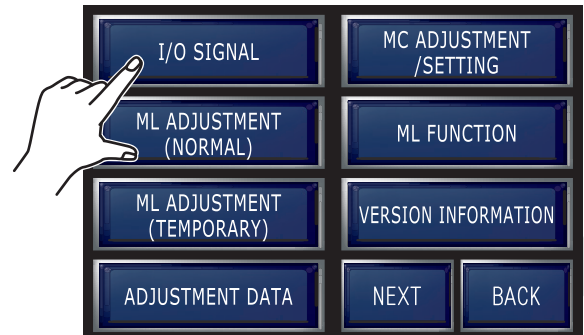 I/O SIGNAL
MC ADJUSTMENT
/SETTING
ML ADJUSTMENT
(NORMAL)
ML FUNCTION
ML ADJUSTMENT
(TEMPORARY)
VERSION INFORMATION
ADJUSTMENT DATA
NEXT
BACK